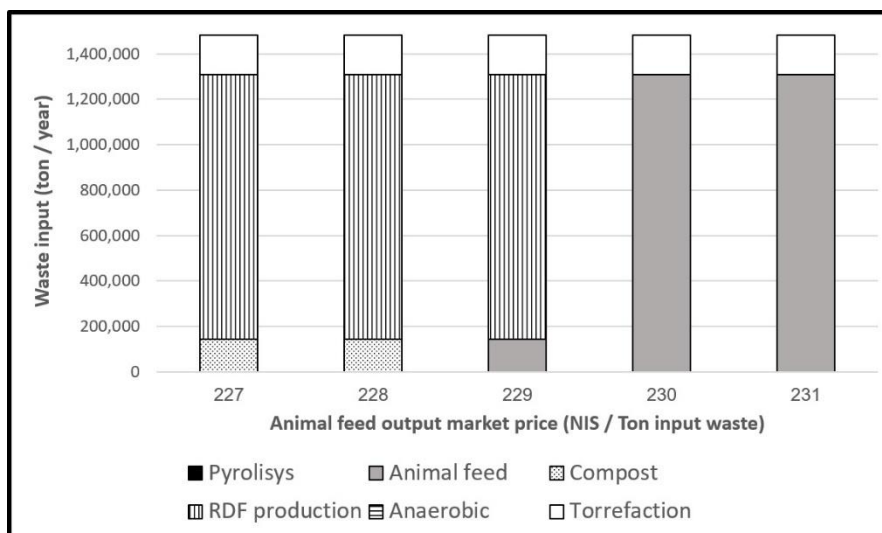 Waste input (ton / year)
1,400,000
1,200,000
1,000,000
800,000
600,000
400,000
200,000
0
227 228 229 230 231
Animal feed output market price (NIS / Ton input waste)
Pyrolisys Animal feed Compost
RDF production Anaerobic Torrefaction